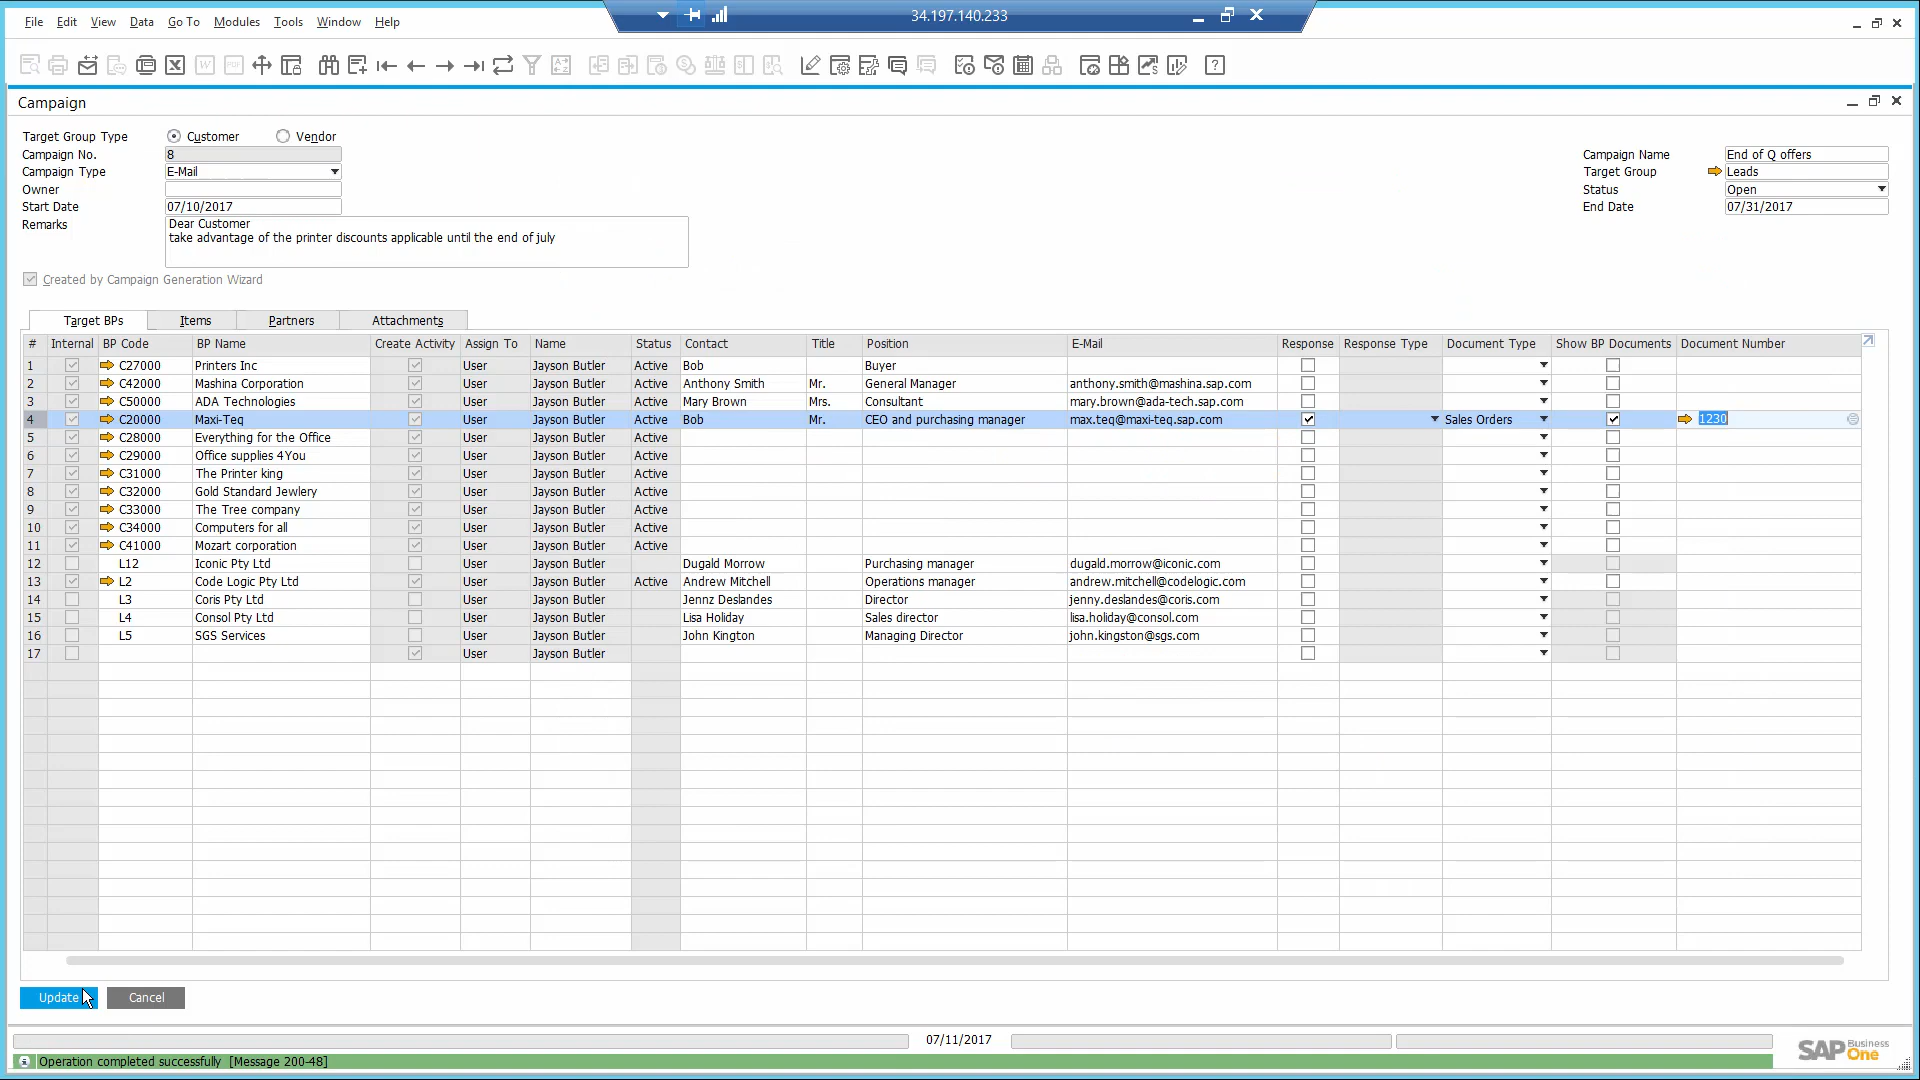 34.197.140.233
File Edit View Data Go To Modules Tools Window Help
Campaign
Target Group Type Customer Vendor
Campaign No. 8
Campaign Type E-Mail
Owner
Start Date 07/10/2017
Remarks Dear Customer
take advantage of the printer discounts applicable until the end of july
Created by Campaign Generation Wizard
Campaign Name End of Q offers
Target Group Leads
Status Open
End Date 07/31/2017
Target BPs Items Partners Attachments
# Internal BP Code BP Name Create Activity Assign To Name Status Contact Title Position E-Mail Response Response Type Document Type Show BP Documents Document Number
1 C27000 Printers Inc User Jayson Butler Active Bob Buyer
2 C42000 Mashina Corporation User Jayson Butler Active Anthony Smith Mr. General Manager anthony.smith@mashina.sap.com
3 C50000 ADA Technologies User Jayson Butler Active Mary Brown Mrs. Consultant mary.brown@ada-tech.sap.com
4 C20000 Maxi-Teq User Jayson Butler Active Bob Mr. CEO and purchasing manager max.teq@maxi-teq.sap.com Sales Orders 1230
5 C28000 Everything for the Office User Jayson Butler Active
6 C29000 Office supplies 4You User Jayson Butler Active
7 C31000 The Printer king User Jayson Butler Active
8 C32000 Gold Standard Jewlery User Jayson Butler Active
9 C33000 The Tree company User Jayson Butler Active
10 C34000 Computers for all User Jayson Butler Active
11 C41000 Mozart corporation User Jayson Butler Active
12 L12 Iconic Pty Ltd User Jayson Butler Dugald Morrow Purchasing manager dugald.morrow@iconic.com
13 L2 Code Logic Pty Ltd User Jayson Butler Active Andrew Mitchell Operations manager andrew.mitchell@codelogic.com
14 L3 Coris Pty Ltd User Jayson Butler Jennz Deslandes Director jenny.deslandes@coris.com
15 L4 Consol Pty Ltd User Jayson Butler Lisa Holiday Sales director lisa.holiday@consol.com
16 L5 SGS Services User Jayson Butler John Kington Managing Director john.kingston@sgs.com
17 User Jayson Butler
Update Cancel
07/11/2017
Operation completed successfully [Message 200-48]
SAP Business One